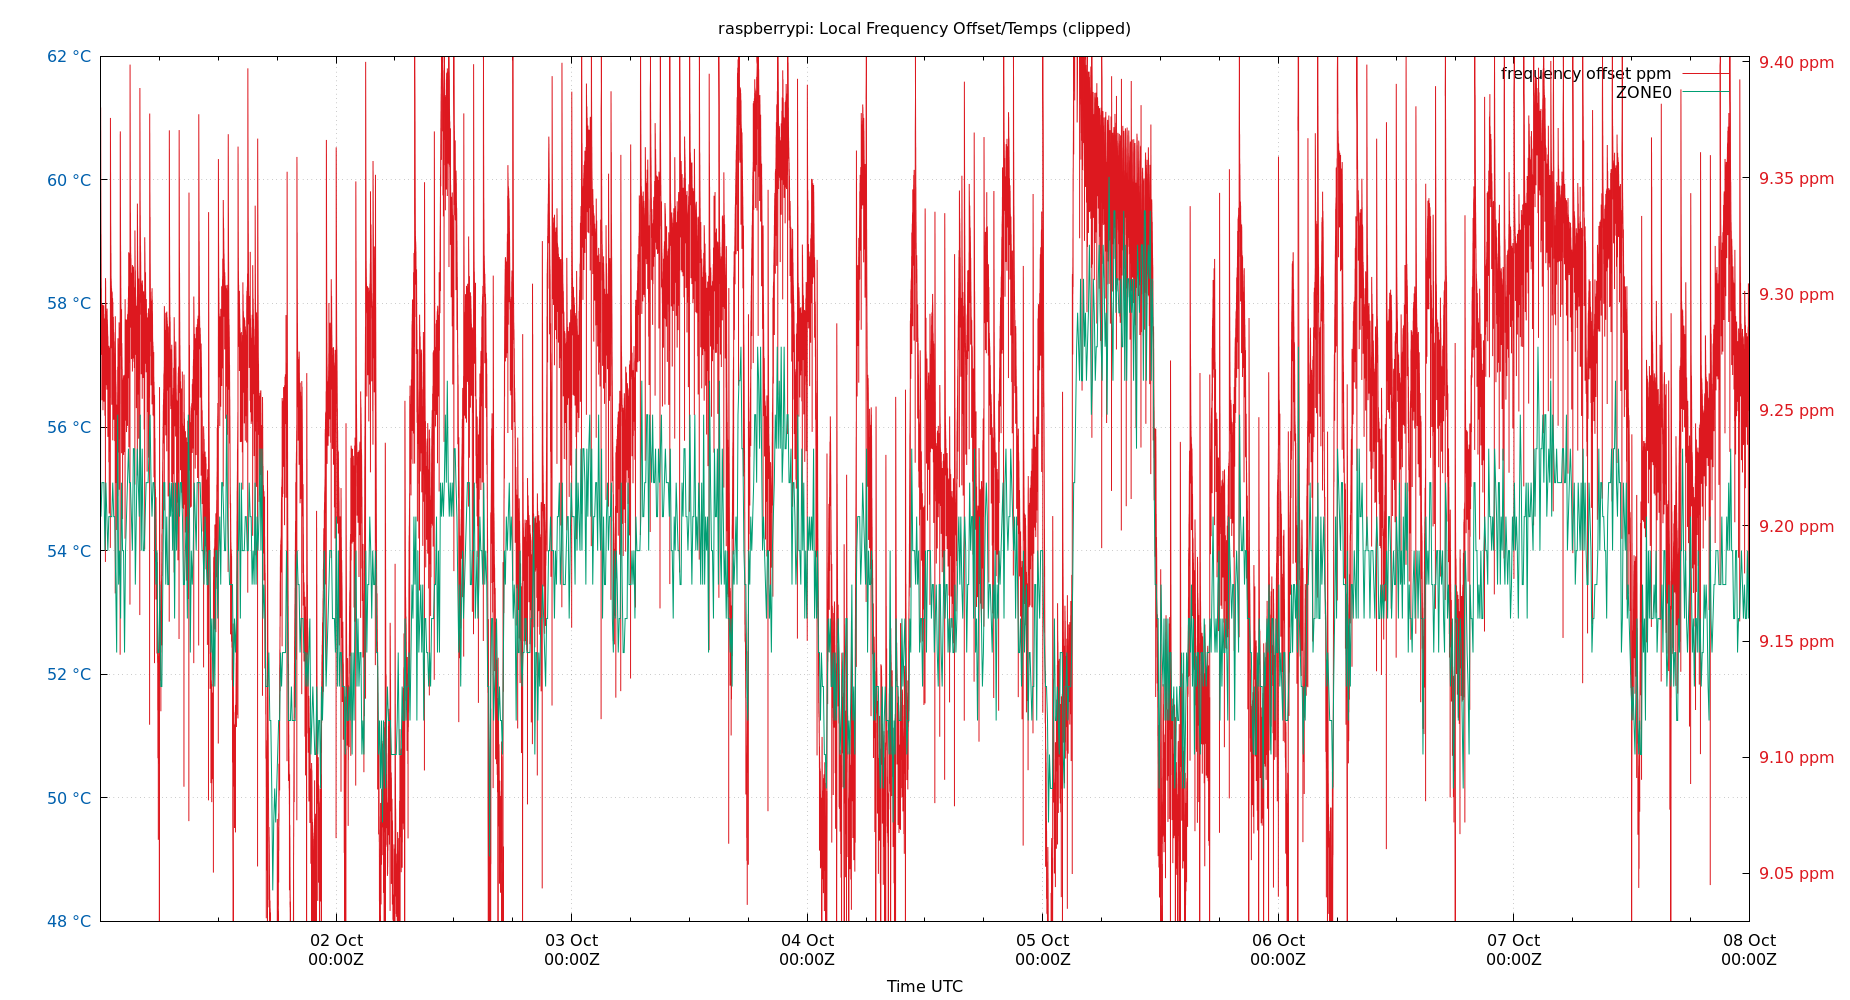 raspberrypi: Local Frequency Offset/Temps (clipped)
62 °C
60 °C
58 °C
56 °C
54 °C
52 °C
50 °C
48 °C
frequency offset ppm
ZONE0
9.40 ppm
9.35 ppm
9.30 ppm
9.25 ppm
9.20 ppm
9.15 ppm
9.10 ppm
9.05 ppm
02 Oct 03 Oct 04 Oct 05 Oct 06 Oct 07 Oct 08 Oct
00:00Z 00:00Z 00:00Z 00:00Z 00:00Z 00:00Z 00:00Z
Time UTC